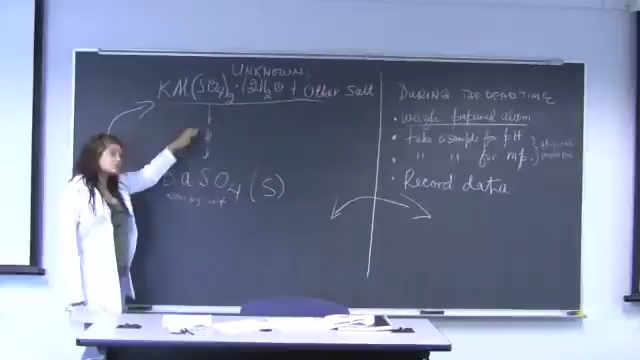 UNKNOWN:
KM(SO4)2 · 12H2O + Other Salt
BaSO4 (S)
DURING THE DEAD TIME
• Weigh prepared alum
• Take a sample for pH
• " " for mp.
• Record data